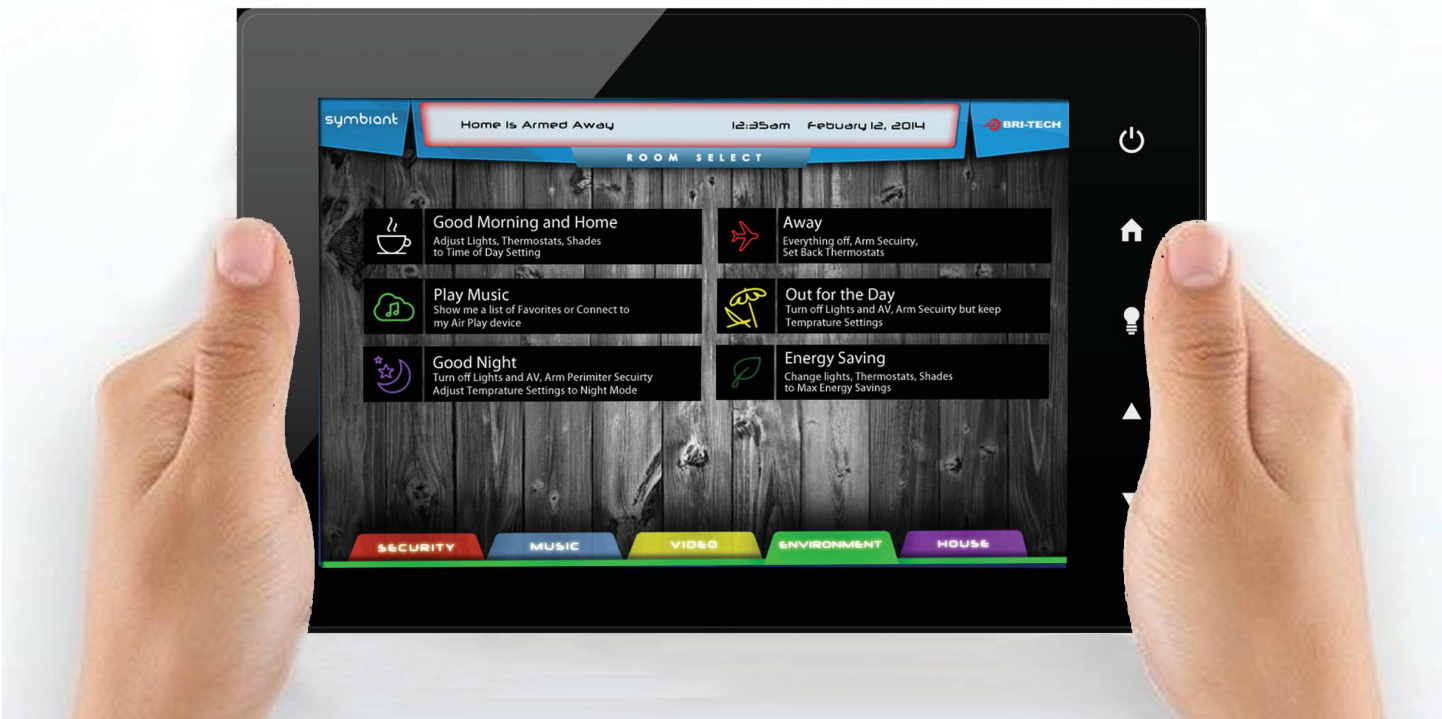 symbiant
Home Is Armed Away
12:35am Febuary 12, 2014
BRI-TECH
ROOM SELECT
Good Morning and Home
Adjust Lights, Thermostats, Shades
to Time of Day Setting
Away
Everything off, Arm Secuirty,
Set Back Thermostats
Play Music
Show me a list of Favorites or Connect to
my Air Play device
Out for the Day
Turn off Lights and AV, Arm Secuirty but keep
Temprature Settings
Good Night
Turn off Lights and AV, Arm Perimiter Secuirty
Adjust Temprature Settings to Night Mode
Energy Saving
Change lights, Thermostats, Shades
to Max Energy Savings
SECURITY
MUSIC
VIDEO
ENVIRONMENT
HOUSE